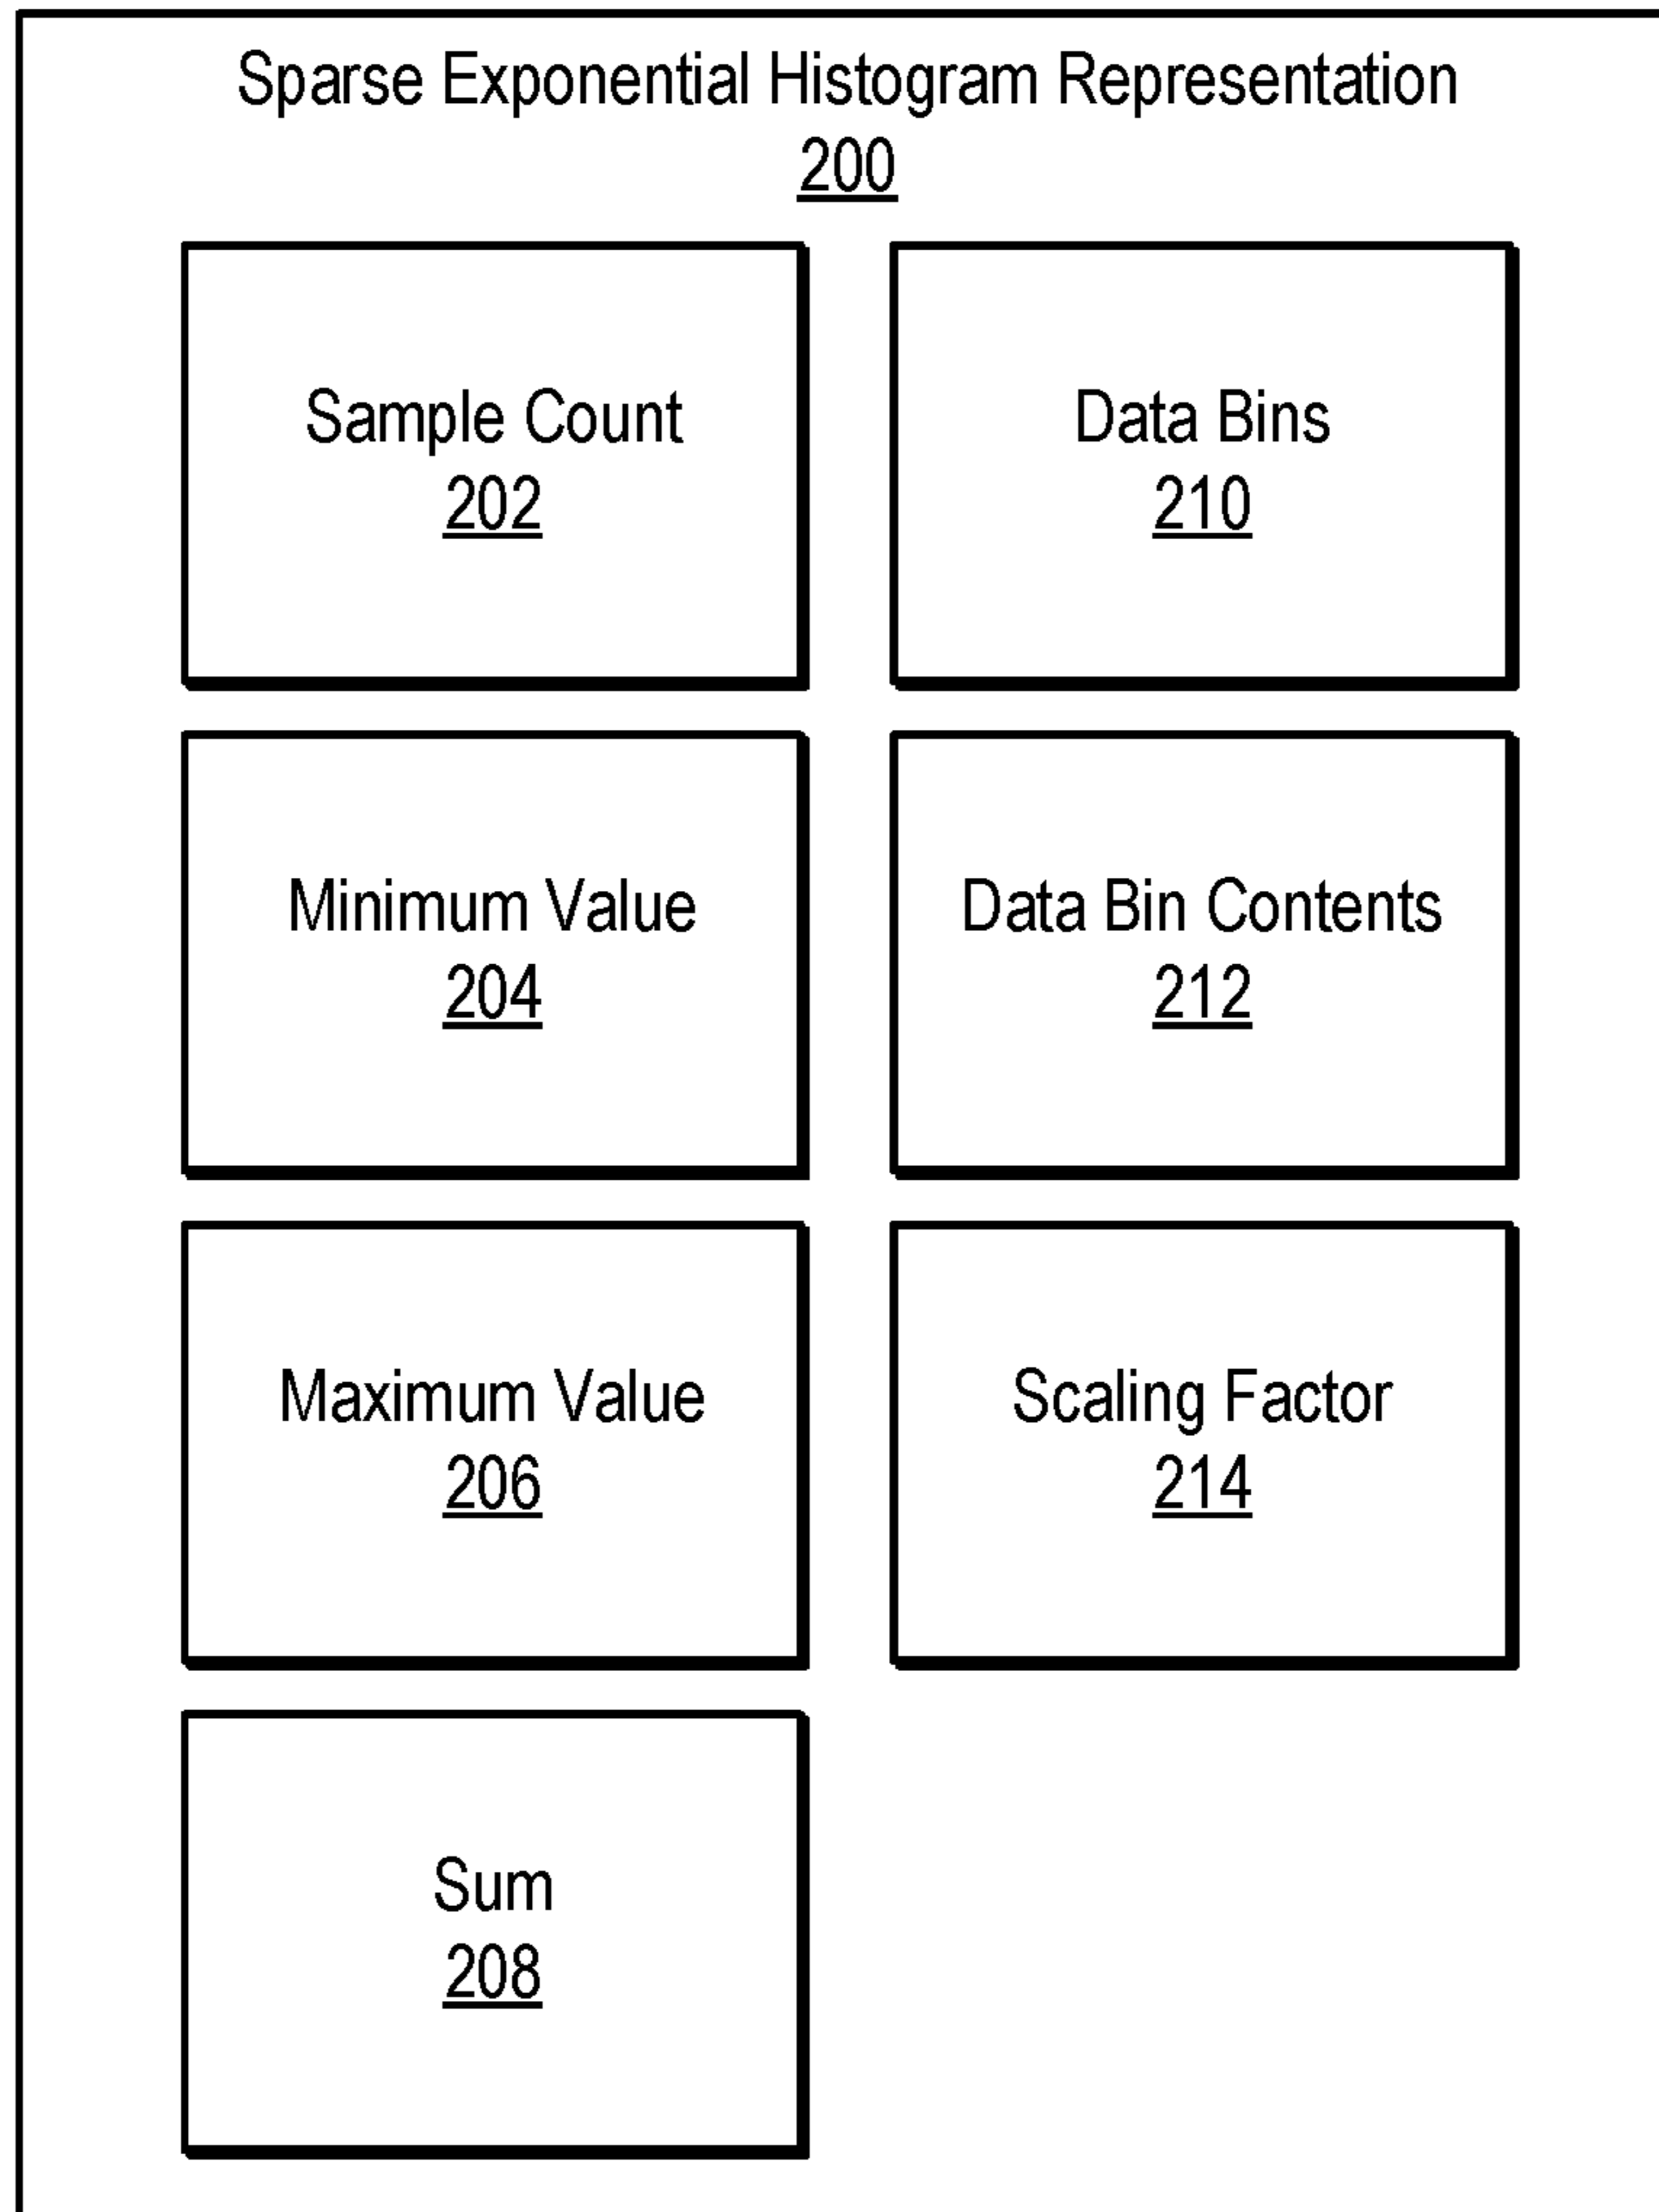 Sparse Exponential Histogram Representation
200
Sample Count
202
Data Bins
210
Minimum Value
204
Data Bin Contents
212
Maximum Value
206
Scaling Factor
214
Sum
208